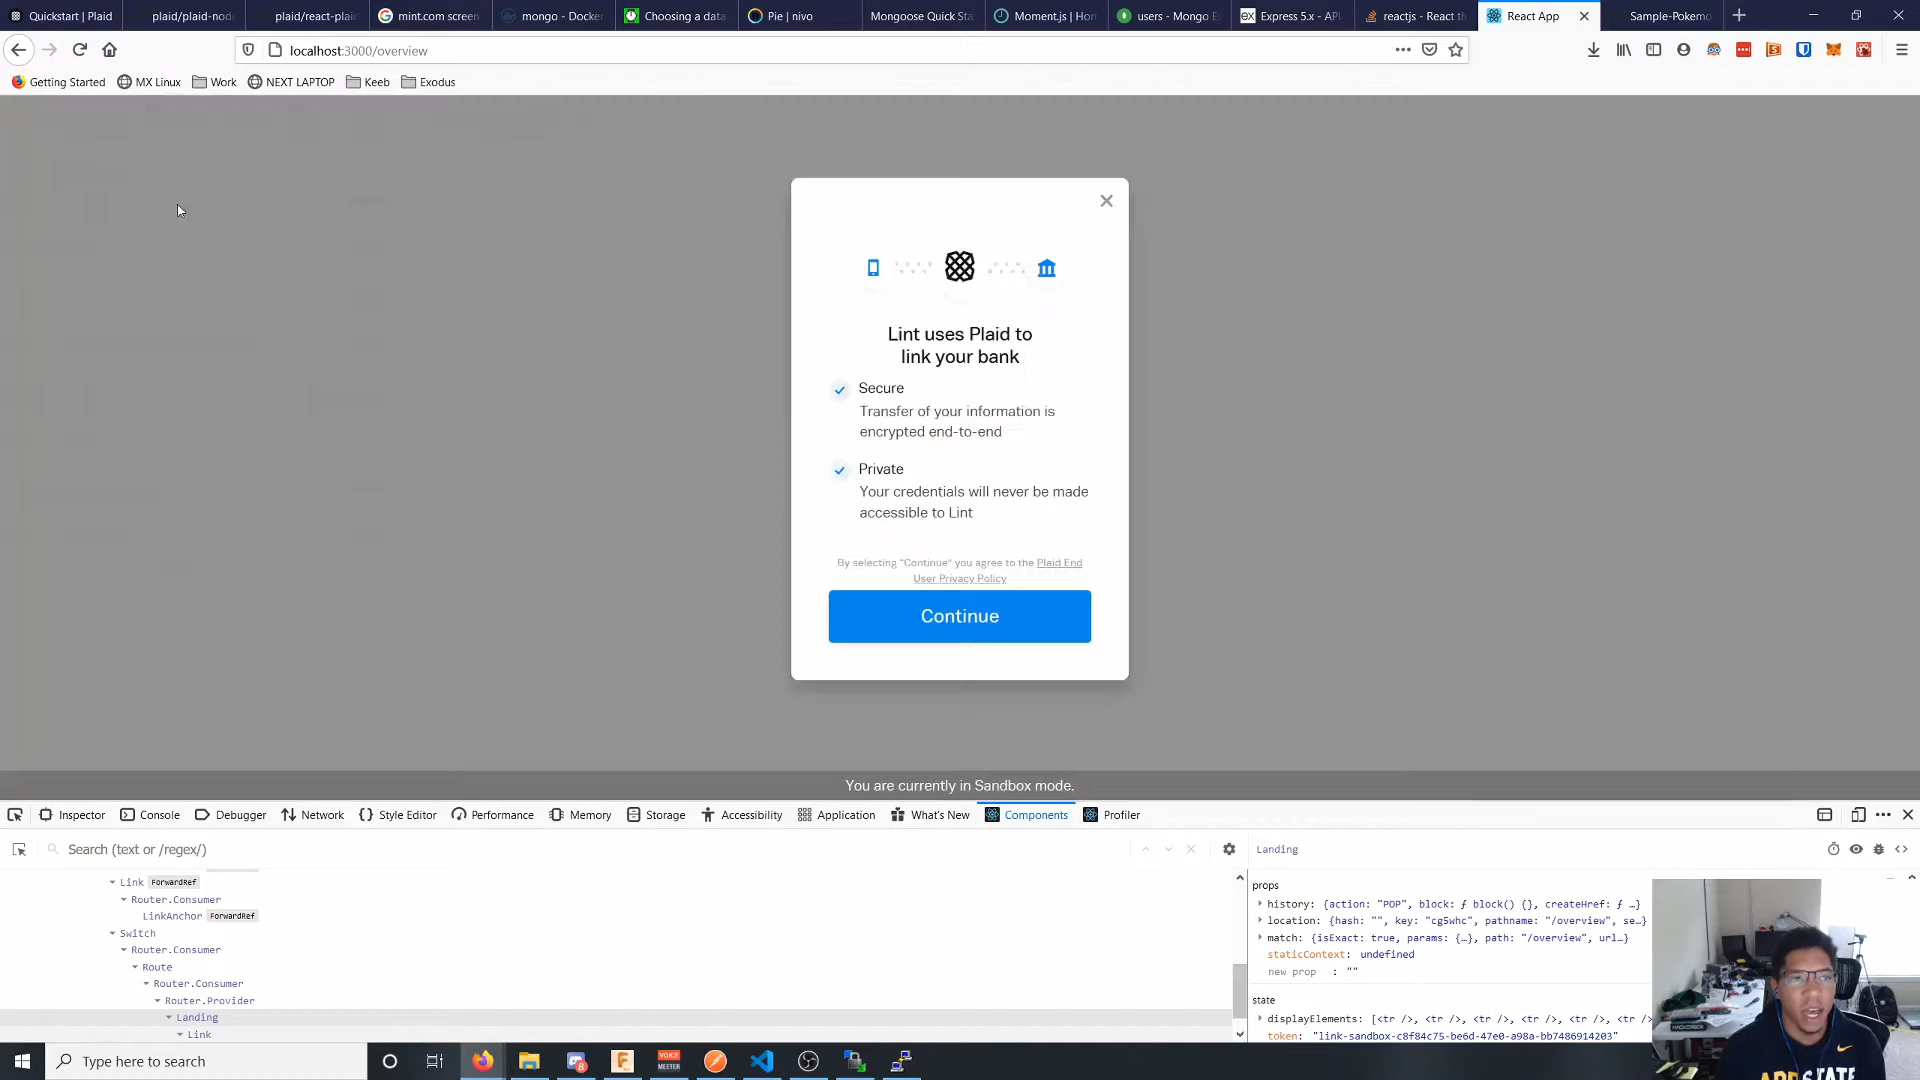 Quickstart | Plaid
plaid/plaid-node
plaid/react-plaid
mint.com screen
mongo - Docker
Choosing a data
Pie | nivo
Mongoose Quick Sta
Moment.js | Hom
users - Mongo E
Express 5.x - API
reactjs - React th
React App
Sample-Pokemo
localhost:3000/overview
Getting Started
MX Linux
Work
NEXT LAPTOP
Keeb
Exodus
Lint uses Plaid to
link your bank
Secure
Transfer of your information is
encrypted end-to-end
Private
Your credentials will never be made
accessible to Lint
By selecting "Continue" you agree to the Plaid End
User Privacy Policy
Continue
You are currently in Sandbox mode.
Inspector
Console
Debugger
Network
Style Editor
Performance
Memory
Storage
Accessibility
Application
What's New
Components
Profiler
Search (text or /regex/)
Landing
Link ForwardRef
Router.Consumer
LinkAnchor ForwardRef
Switch
Router.Consumer
Route
Router.Consumer
Router.Provider
Landing
Link
props
history: {action: "POP", block: ƒ block() {}, createHref: ƒ …}
location: {hash: "", key: "cg5whc", pathname: "/overview", se…}
match: {isExact: true, params: {…}, path: "/overview", url…}
staticContext: undefined
new prop : ""
state
displayElements: [<tr />, <tr />, <tr />, <tr />, <tr />
token: "link-sandbox-c8f84c75-be6d-47e0-a98a-bb7486914203"
Type here to search
VOICE
MEETER
STATE